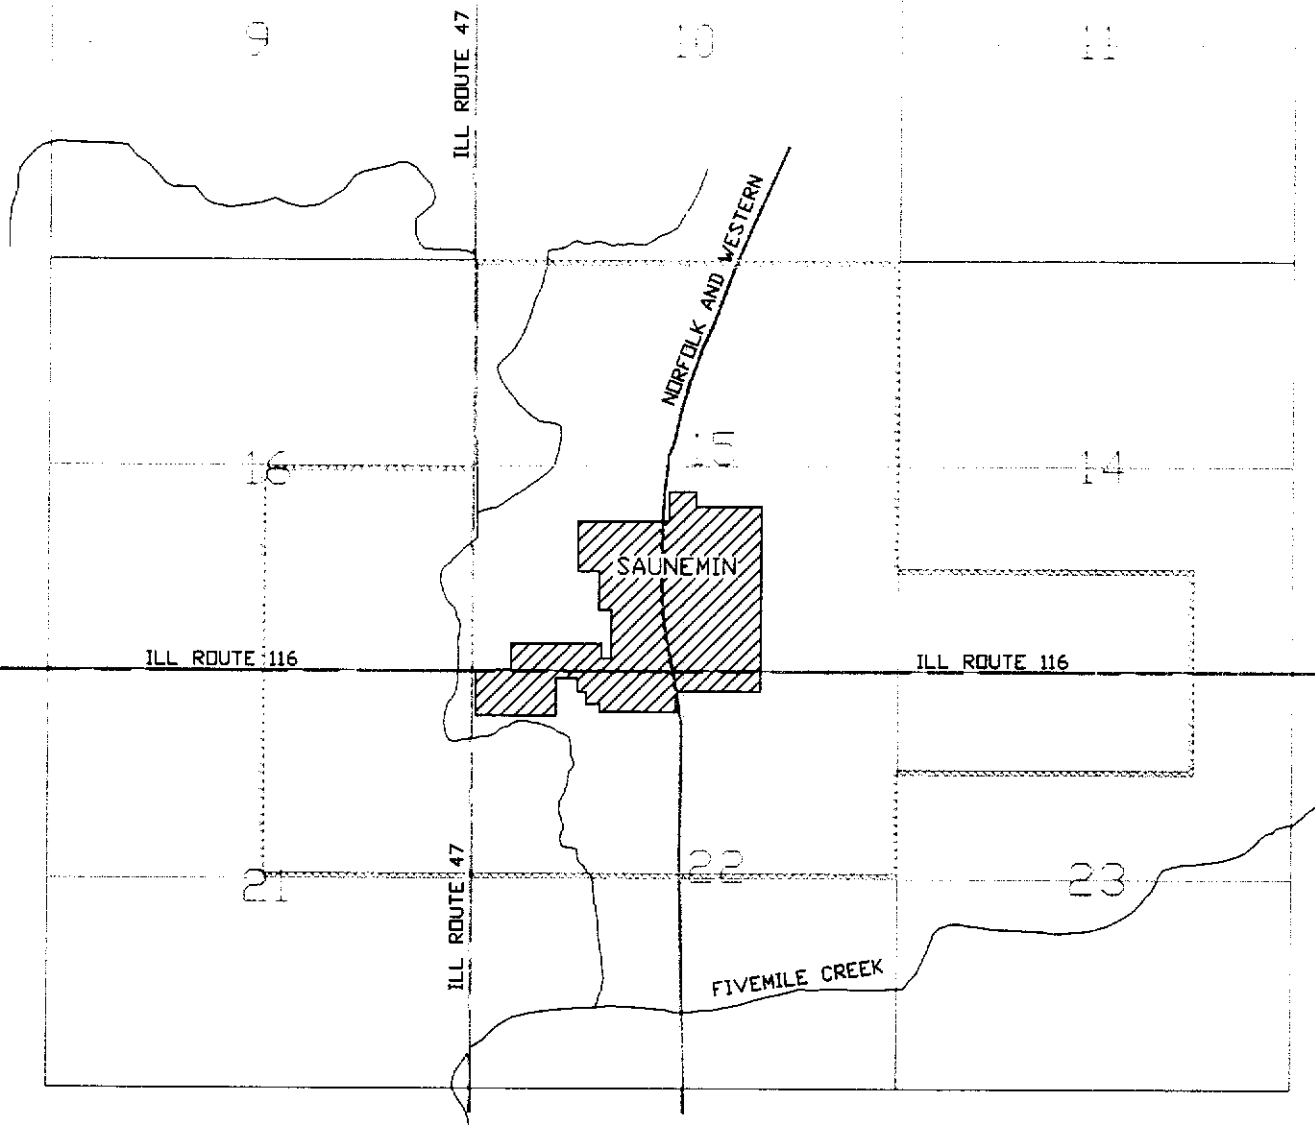 9
10
11
ILL ROUTE 47
NORFOLK AND WESTERN
16
15
14
SAUNEMIN
ILL ROUTE 116
ILL ROUTE 116
21
22
23
ILL ROUTE 47
FIVEMILE CREEK